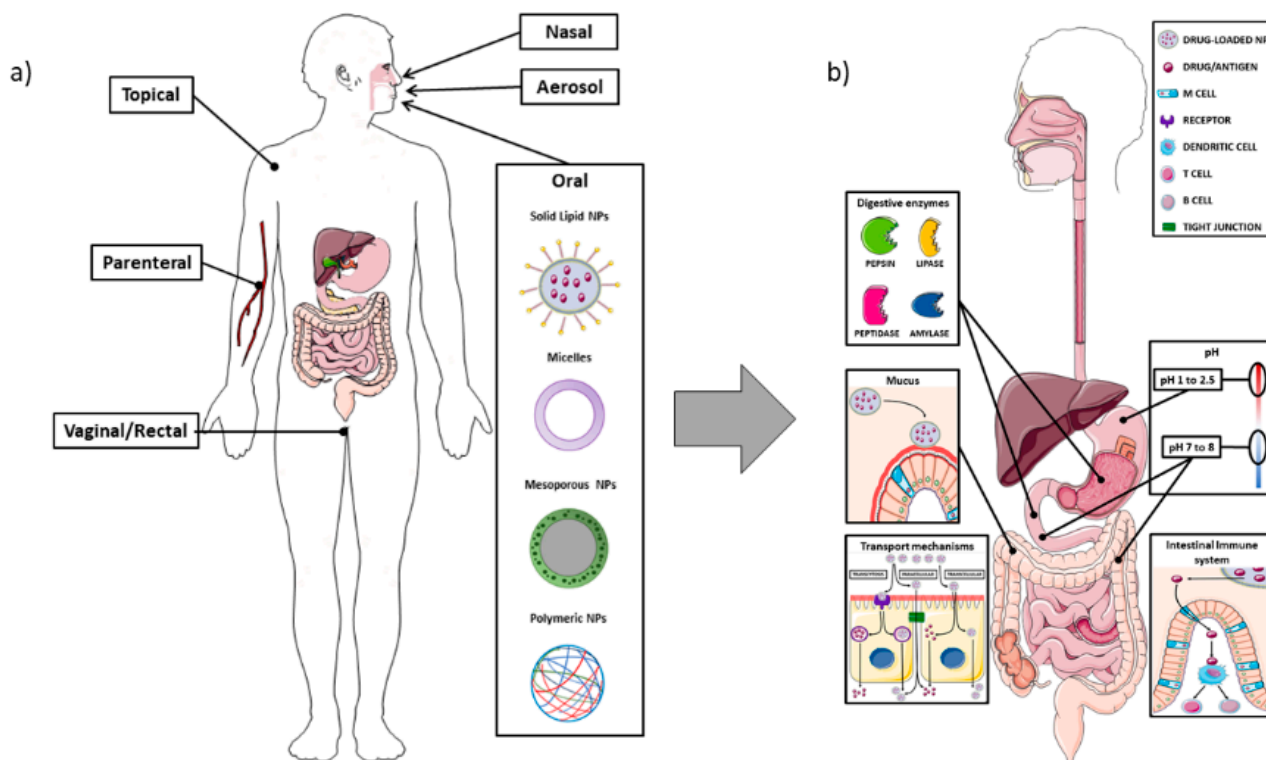 a)
Nasal
Aerosol
Topical
Parenteral
Vaginal/Rectal
Oral
Solid Lipid NPs
Micelles
Mesoporous NPs
Polymeric NPs
b)
DRUG-LOADED NP
DRUG/ANTIGEN
M CELL
RECEPTOR
DENDRITIC CELL
T CELL
B CELL
TIGHT JUNCTION
Digestive enzymes
PEPSIN
LIPASE
PEPTIDASE
AMYLASE
Mucus
pH
pH 1 to 2.5
pH 7 to 8
Transport mechanisms
TRANSCYTOSIS
PARACELLULAR
TRANSCELLULAR
Intestinal Immune
system